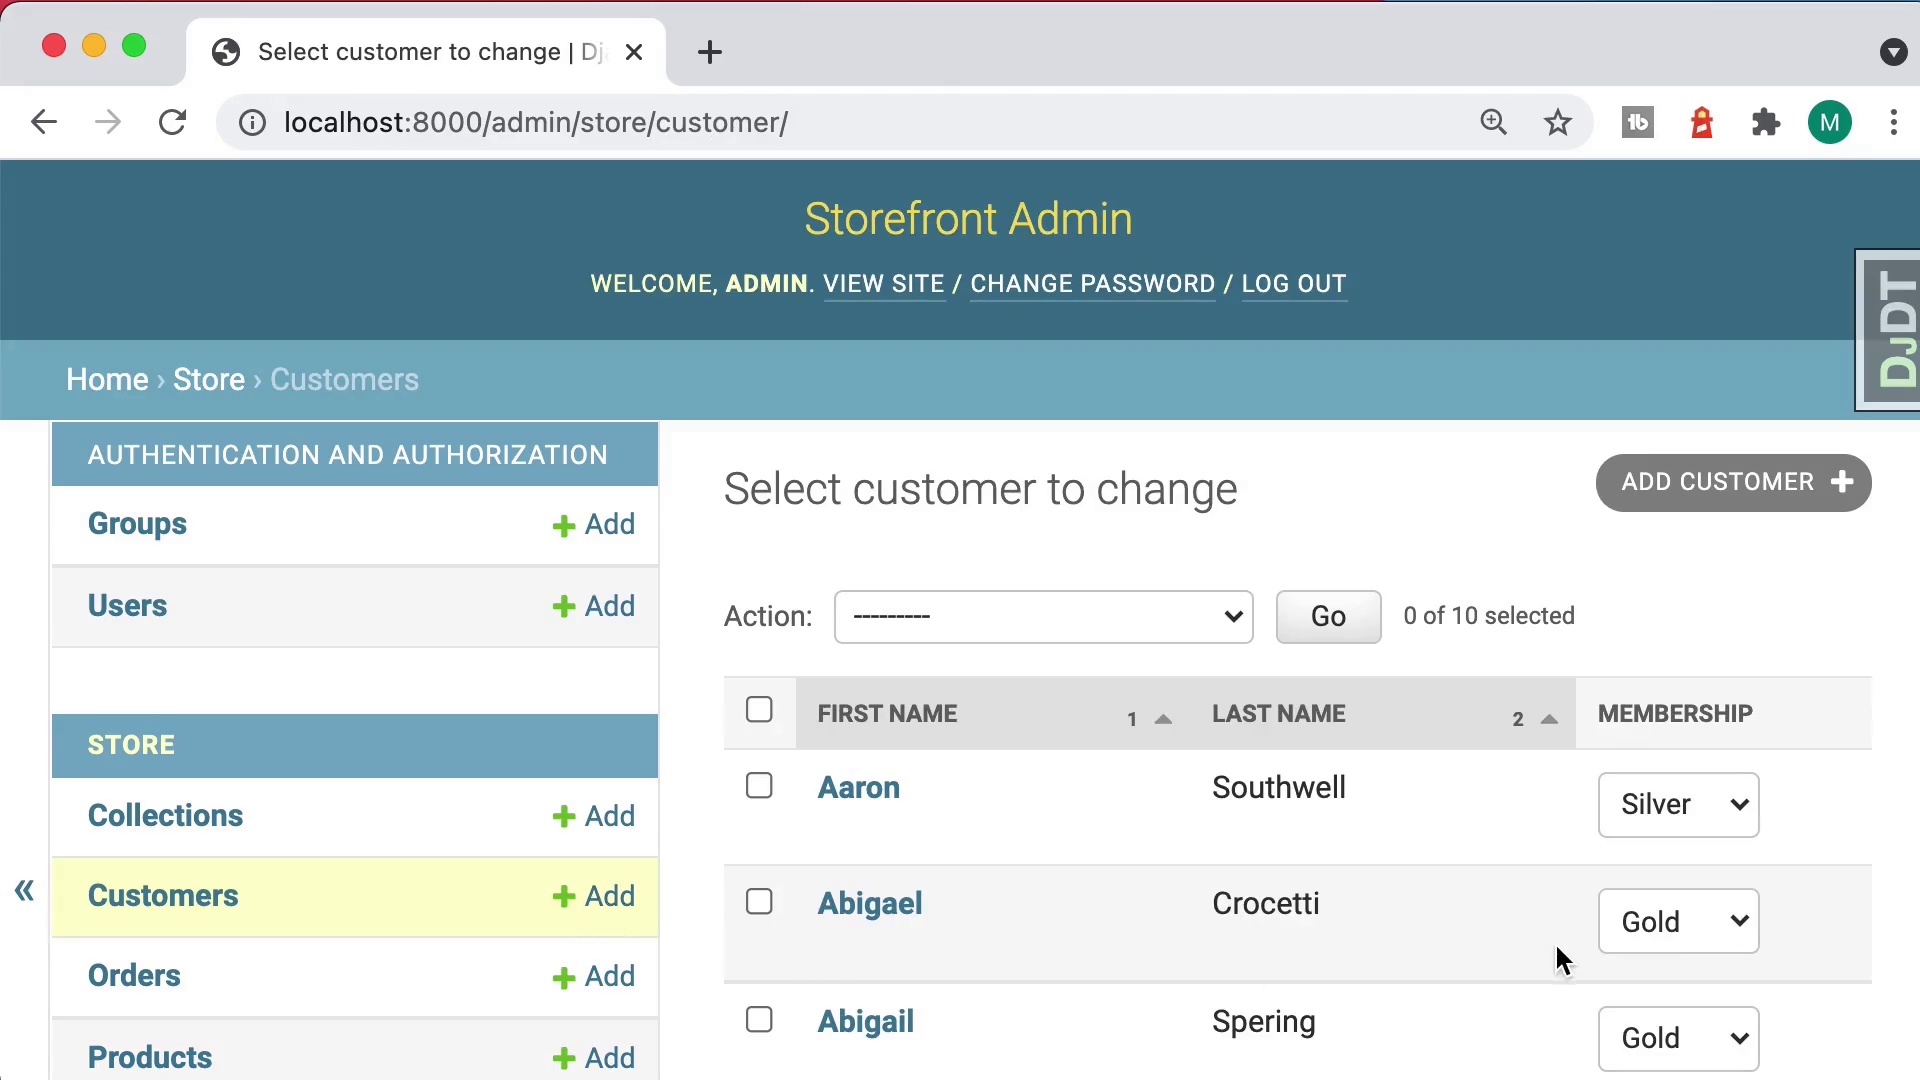 Select customer to change | Dj
localhost:8000/admin/store/customer/
M
Storefront Admin
WELCOME, ADMIN. VIEW SITE / CHANGE PASSWORD / LOG OUT
DJDT
Home › Store › Customers
AUTHENTICATION AND AUTHORIZATION
Groups + Add
Users + Add
STORE
Collections + Add
Customers + Add
Orders + Add
Products + Add
«
Select customer to change
ADD CUSTOMER +
Action: --------- Go 0 of 10 selected
FIRST NAME 1 LAST NAME 2 MEMBERSHIP
Aaron Southwell Silver
Abigael Crocetti Gold
Abigail Spering Gold